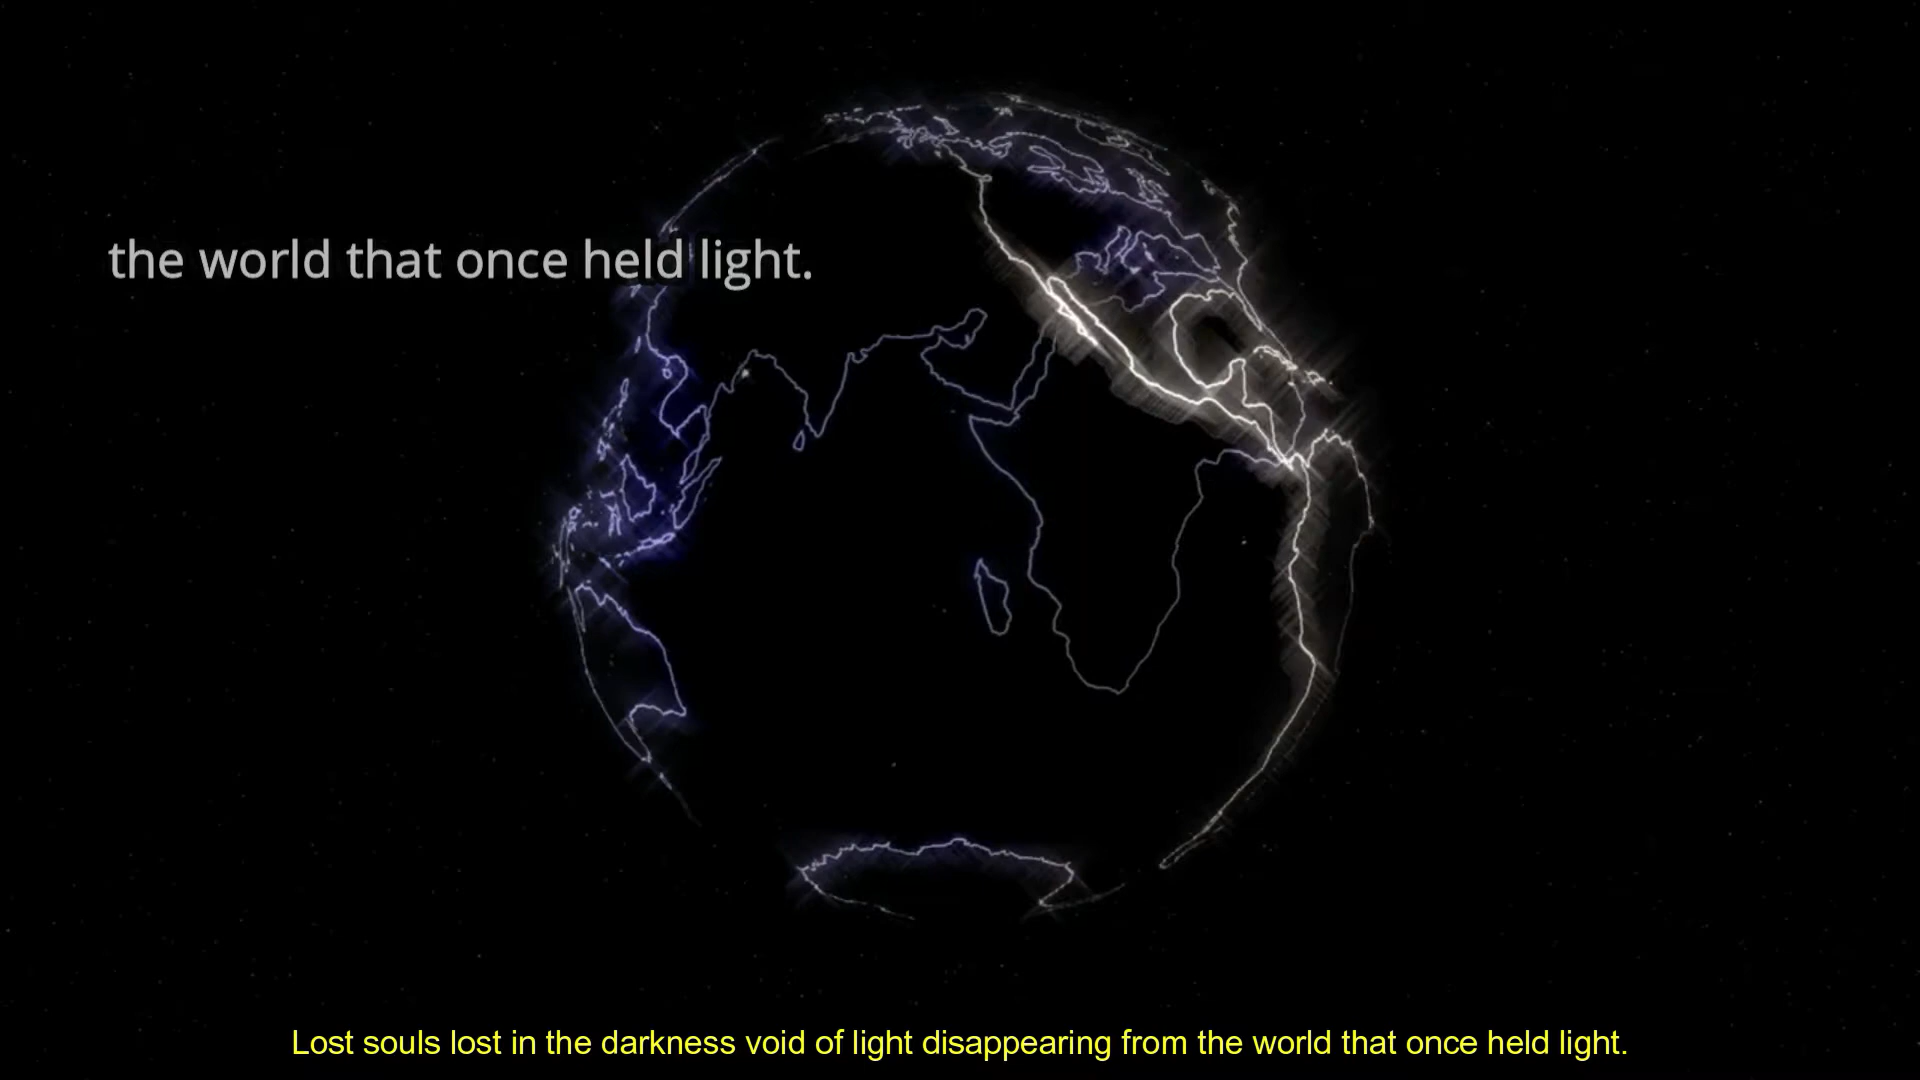 the world that once held light.
Lost souls lost in the darkness void of light disappearing from the world that once held light.